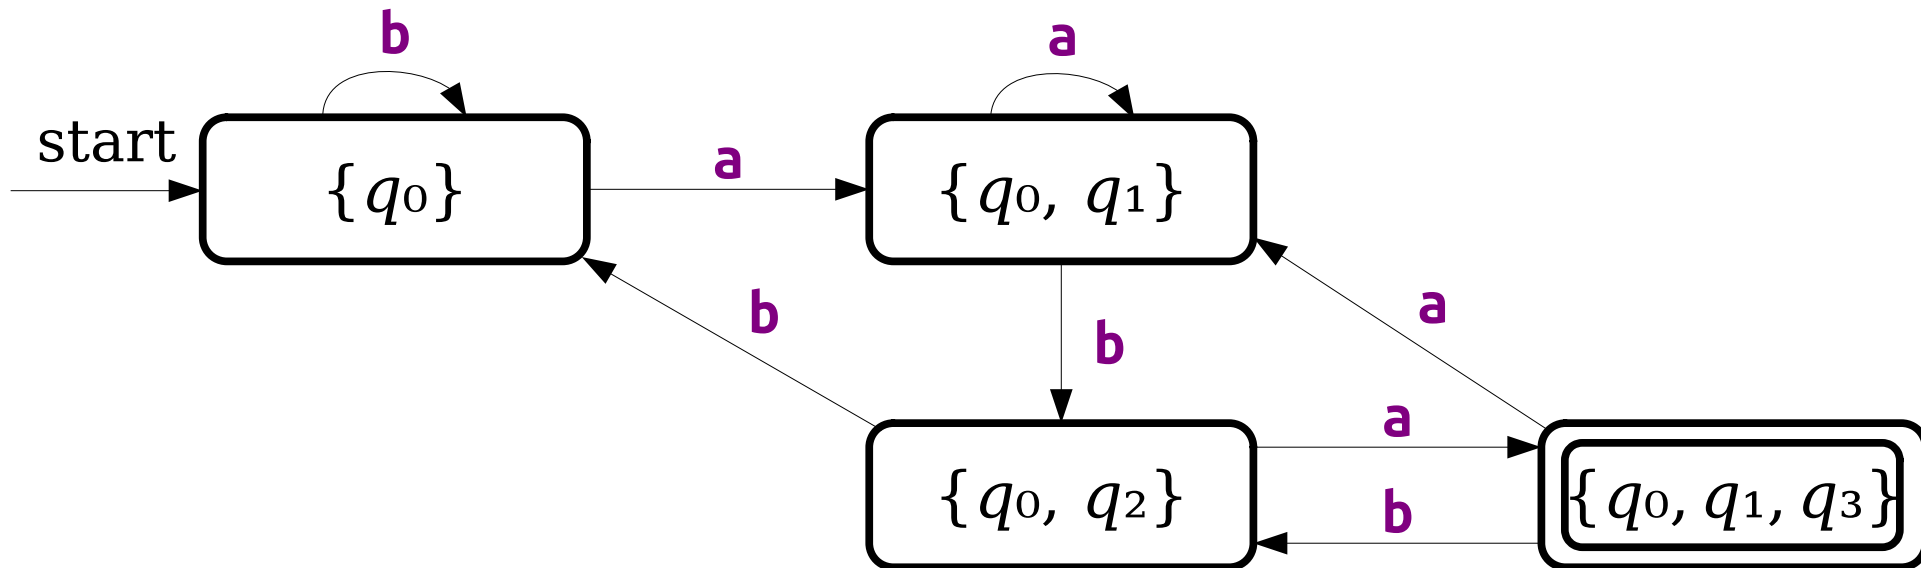 b
a
start
{q₀}
a
{q₀, q₁}
b
b
a
{q₀, q₂}
a
b
{q₀, q₁, q₃}